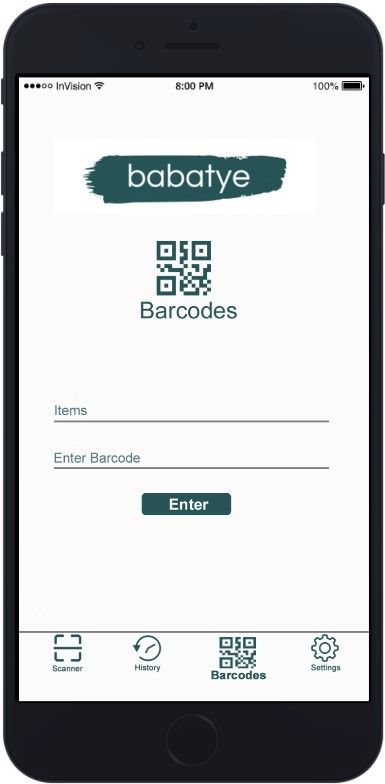 InVision 8:00 PM 100%
babatye
Barcodes
Items
Enter Barcode
Enter
Scanner History Barcodes Settings